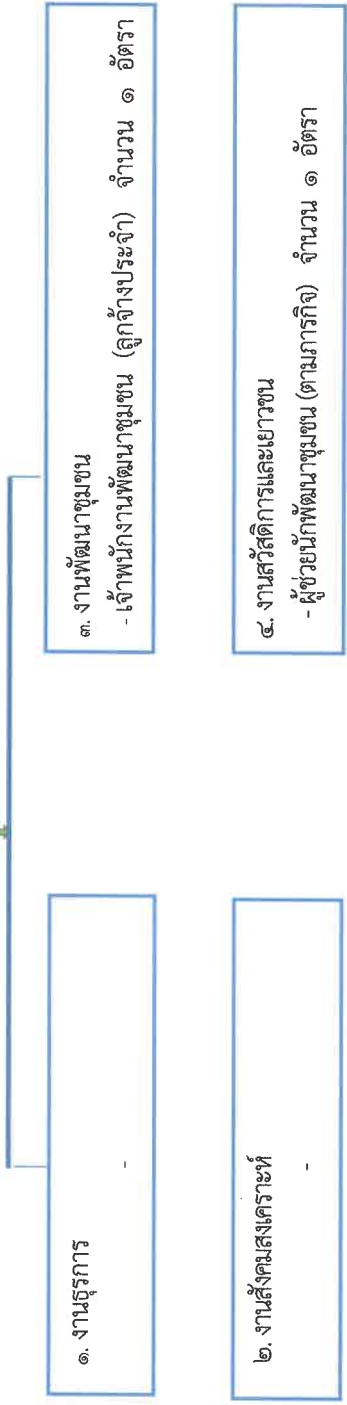 ๑. งานธุรการ
-
๒. งานสังคมสงเคราะห์
-
๓. งานพัฒนาชุมชน
- เจ้าพนักงานพัฒนาชุมชน (ลูกจ้างประจำ) จำนวน ๑ อัตรา
๔. งานสวัสดิการและเยาวชน
- ผู้ช่วยนักพัฒนาชุมชน (ตามภารกิจ) จำนวน ๑ อัตรา